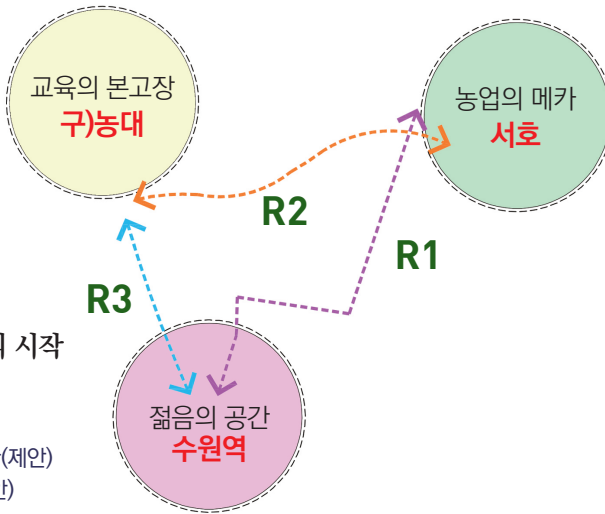 교육의 본고장
구)농대
농업의 메카
서호
R2
R1
R3
시작
젊음의 공간
수원역
(제안)